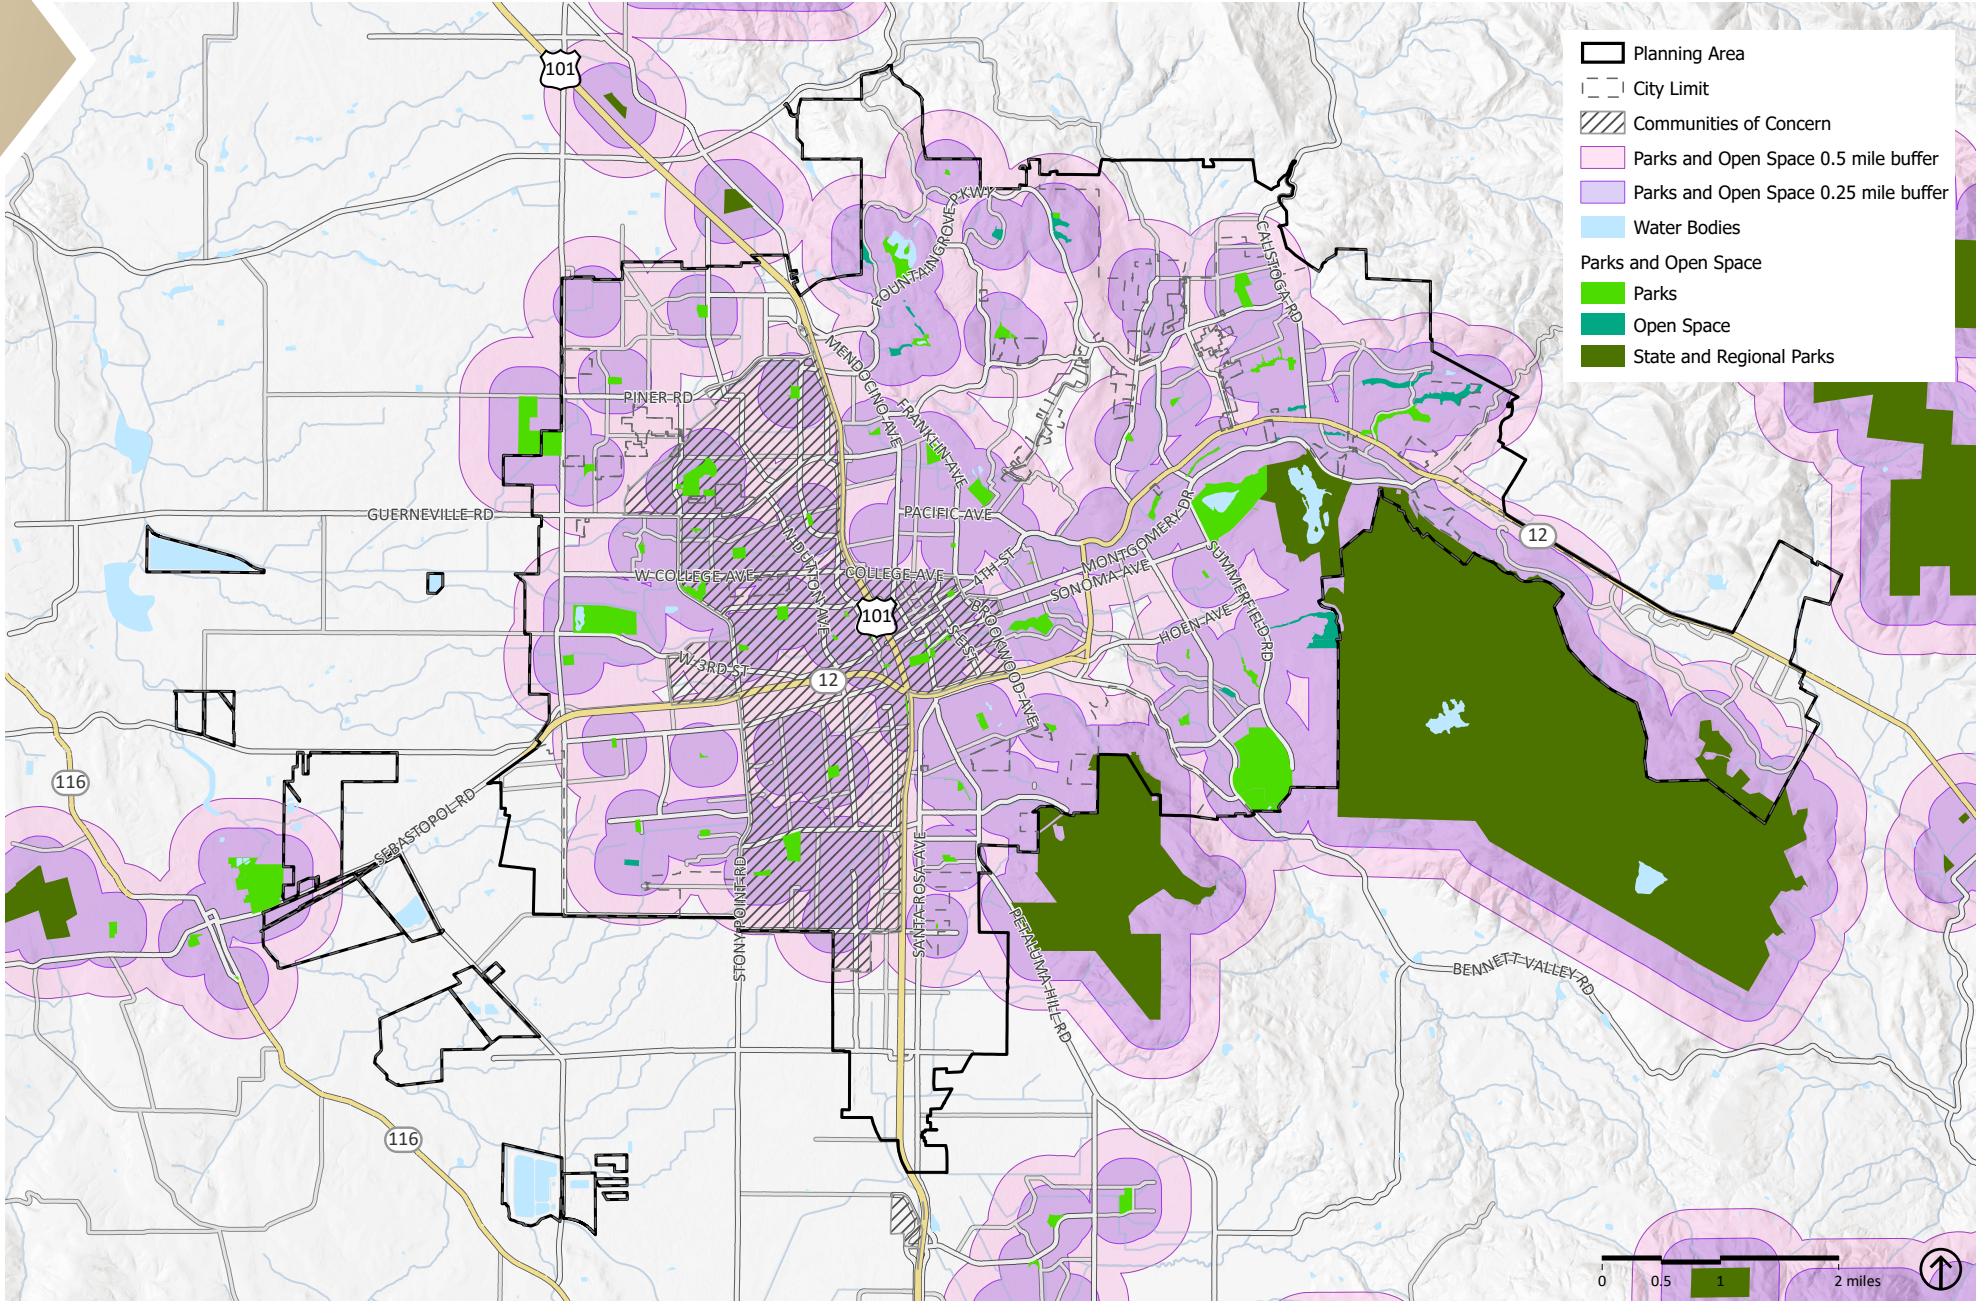 101
Planning Area
City Limit
Communities of Concern
Parks and Open Space 0.5 mile buffer
Parks and Open Space 0.25 mile buffer
Water Bodies
Parks and Open Space
Parks
Open Space
State and Regional Parks
FOUNTAINGROVE PKWY
CALISTOGA RD
MENDOCINO AVE
PINER RD
FRANKLIN AVE
GUERNEVILLE RD
PACIFIC AVE
N DUTTON AVE
MONTGOMERY DR
12
W COLLEGE AVE
COLLEGE AVE
4TH ST
SONOMA AVE
SUMMERFIELD RD
101
BROOKWOOD AVE
S E ST
HOEN AVE
W 3RD ST
12
116
SEBASTOPOL RD
STONY POINT RD
SANTA ROSA AVE
PETALUMA HILL RD
BENNETT VALLEY RD
116
0 0.5 1 2 miles